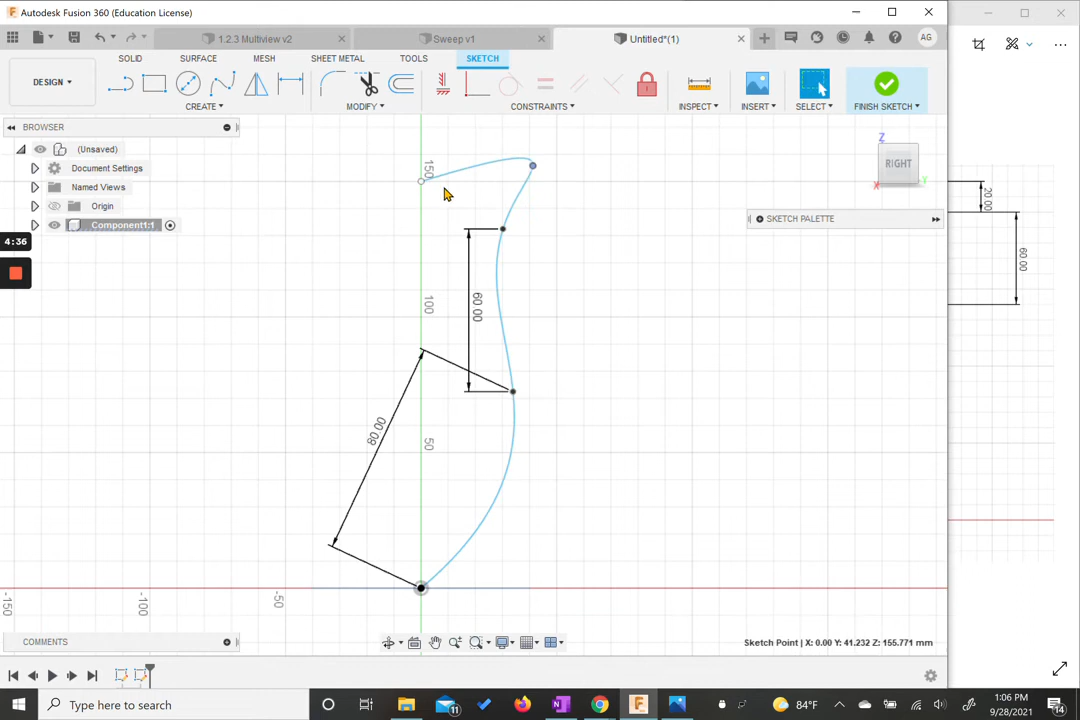 Autodesk Fusion 360 (Education License)
1.2.3 Multiview v2
Sweep v1
Untitled*(1)
AG
SOLID
SURFACE
MESH
SHEET METAL
TOOLS
SKETCH
DESIGN
CREATE
MODIFY
CONSTRAINTS
INSPECT
INSERT
SELECT
FINISH SKETCH
BROWSER
(Unsaved)
Document Settings
Named Views
Origin
Component1:1
4:36
Z
RIGHT
X
Y
SKETCH PALETTE
150
100
50
60.00
80.00
-50
-100
-150
20.00
60.00
COMMENTS
Sketch Point | X: 0.00 Y: 41.232 Z: 155.771 mm
Type here to search
11
84°F
1:06 PM
9/28/2021
14